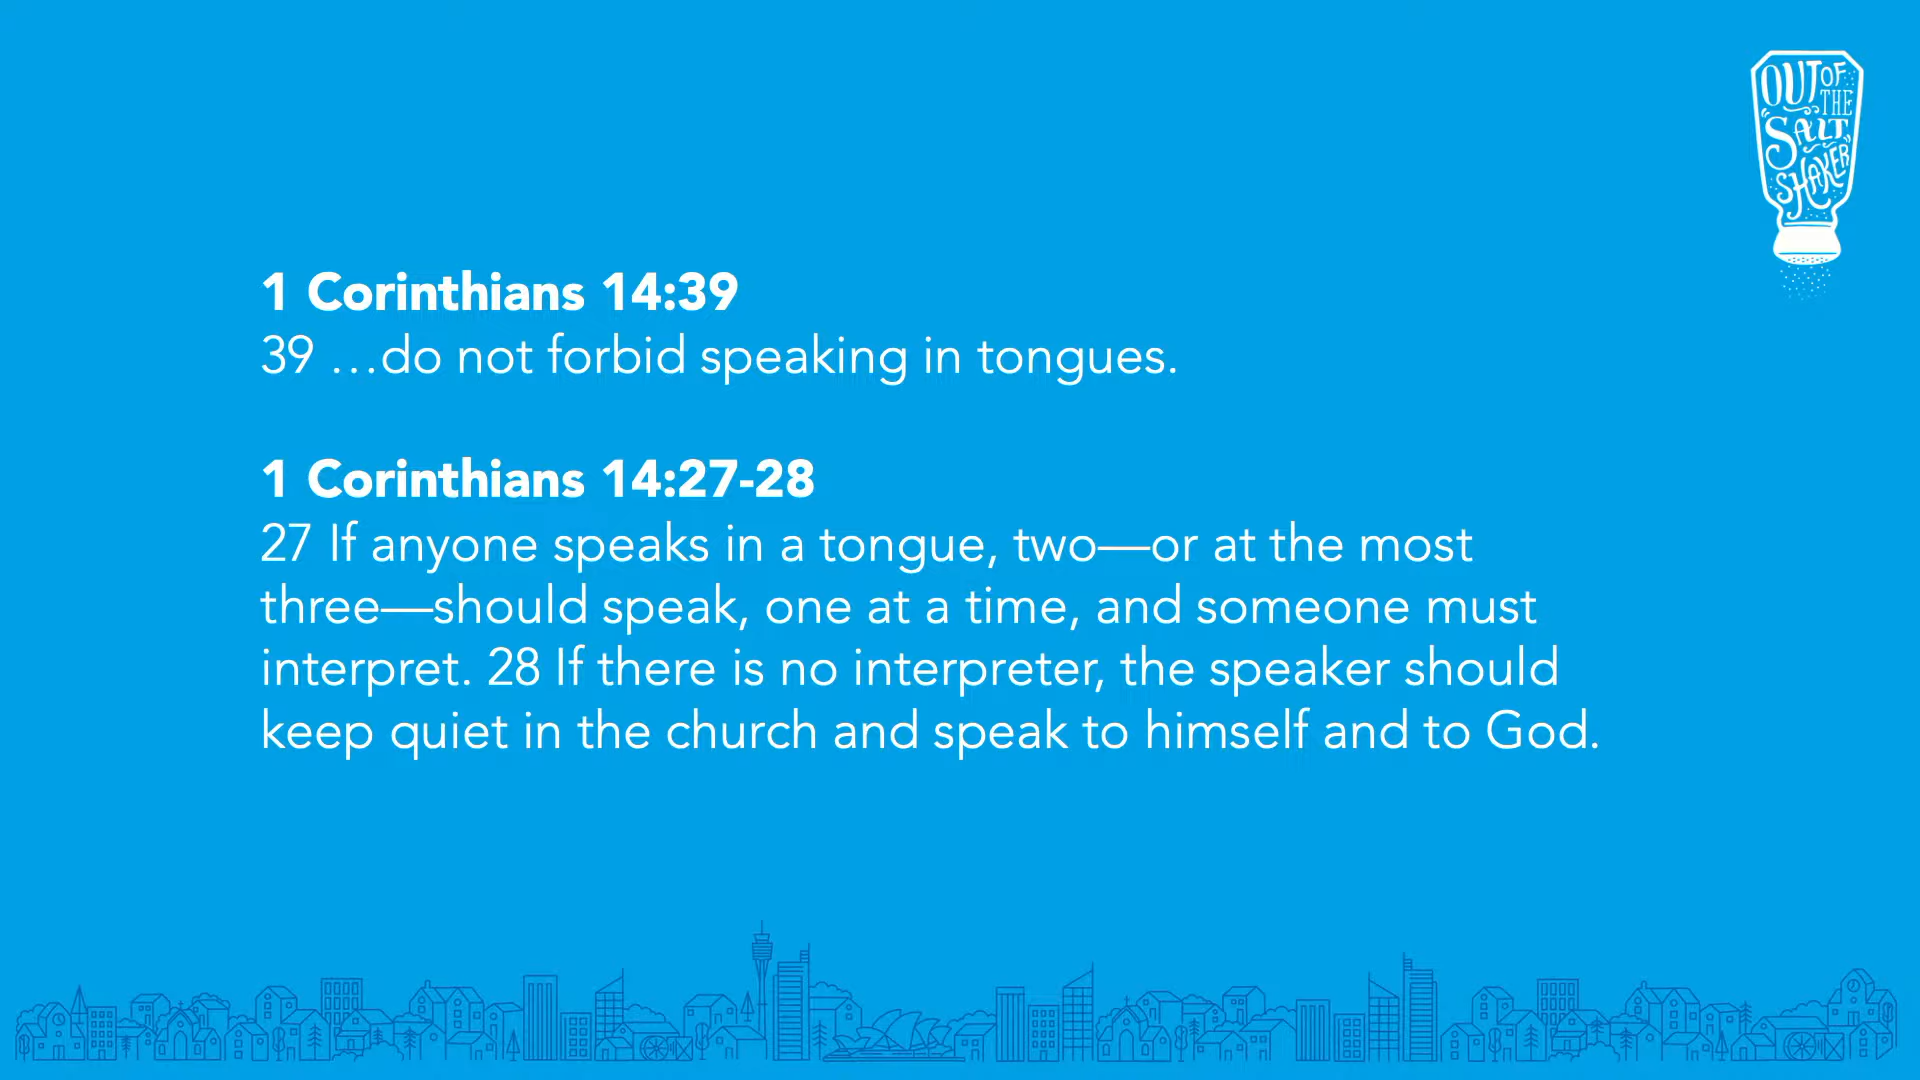 OUT OF
THE
SALT
SHAKER
1 Corinthians 14:39
39 …do not forbid speaking in tongues.
1 Corinthians 14:27-28
27 If anyone speaks in a tongue, two—or at the most
three—should speak, one at a time, and someone must
interpret. 28 If there is no interpreter, the speaker should
keep quiet in the church and speak to himself and to God.